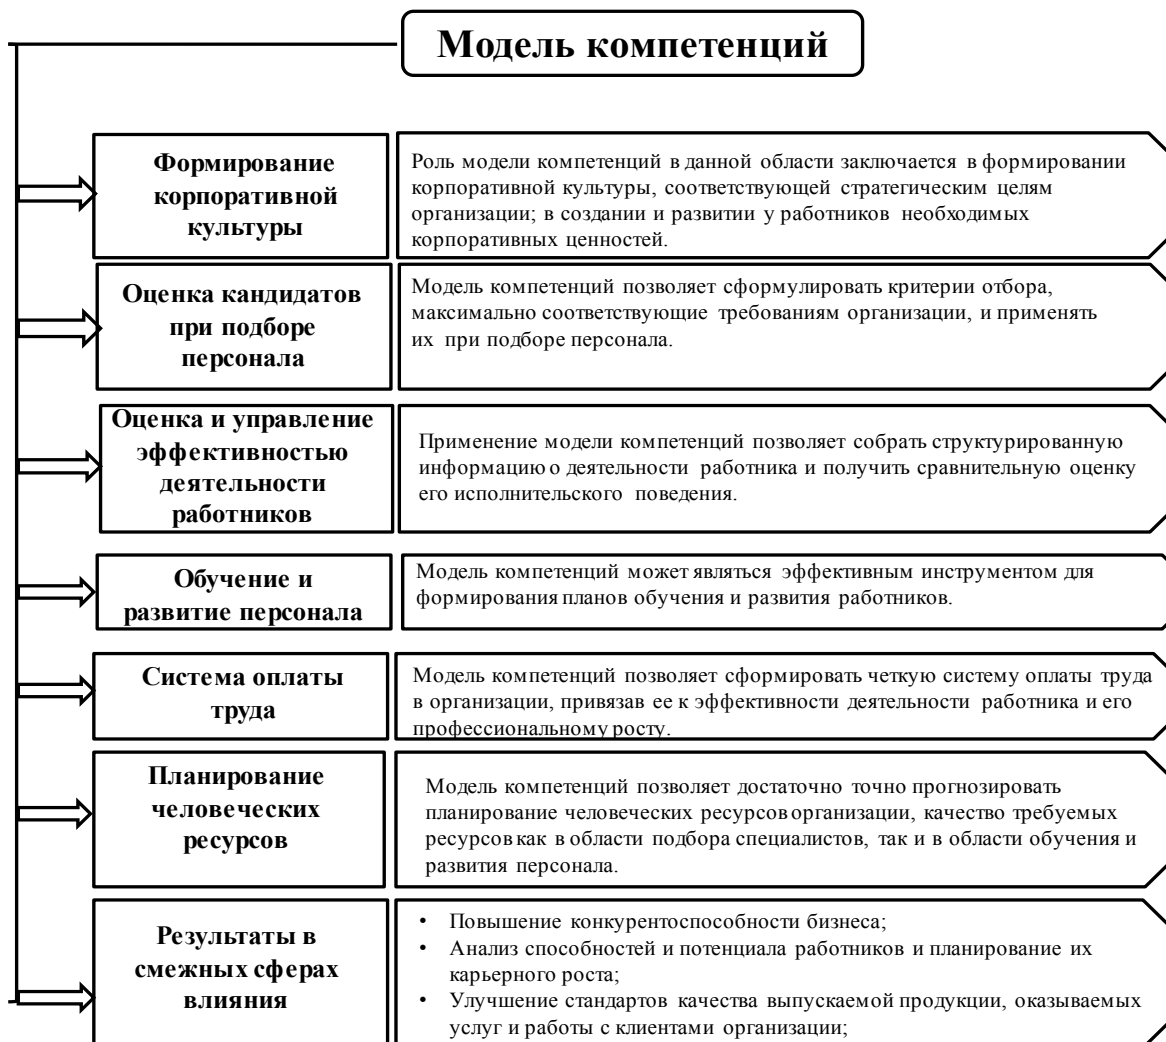 Модель компетенций
Формирование
корпоративной
культуры
Роль модели компетенций в данной области заключается в формировании
корпоративной культуры, соответствующей стратегическим целям
организации; в создании и развитии у работников необходимых
корпоративных ценностей.
Оценка кандидатов
при подборе
персонала
Модель компетенций позволяет сформулировать критерии отбора,
максимально соответствующие требованиям организации, и применять
их при подборе персонала.
Оценка и управление
эффективностью
деятельности
работников
Применение модели компетенций позволяет собрать структурированную
информацию о деятельности работника и получить сравнительную оценку
его исполнительского поведения.
Обучение и
развитие персонала
Модель компетенций может являться эффективным инструментом для
формирования планов обучения и развития работников.
Система оплаты
труда
Модель компетенций позволяет сформировать четкую систему оплаты труда
в организации, привязав ее к эффективности деятельности работника и его
профессиональному росту.
Планирование
человеческих
ресурсов
Модель компетенций позволяет достаточно точно прогнозировать
планирование человеческих ресурсов организации, качество требуемых
ресурсов как в области подбора специалистов, так и в области обучения и
развития персонала.
Результаты в
смежных сферах
влияния
• Повышение конкурентоспособности бизнеса;
• Анализ способностей и потенциала работников и планирование их
карьерного роста;
• Улучшение стандартов качества выпускаемой продукции, оказываемых
услуг и работы с клиентами организации;